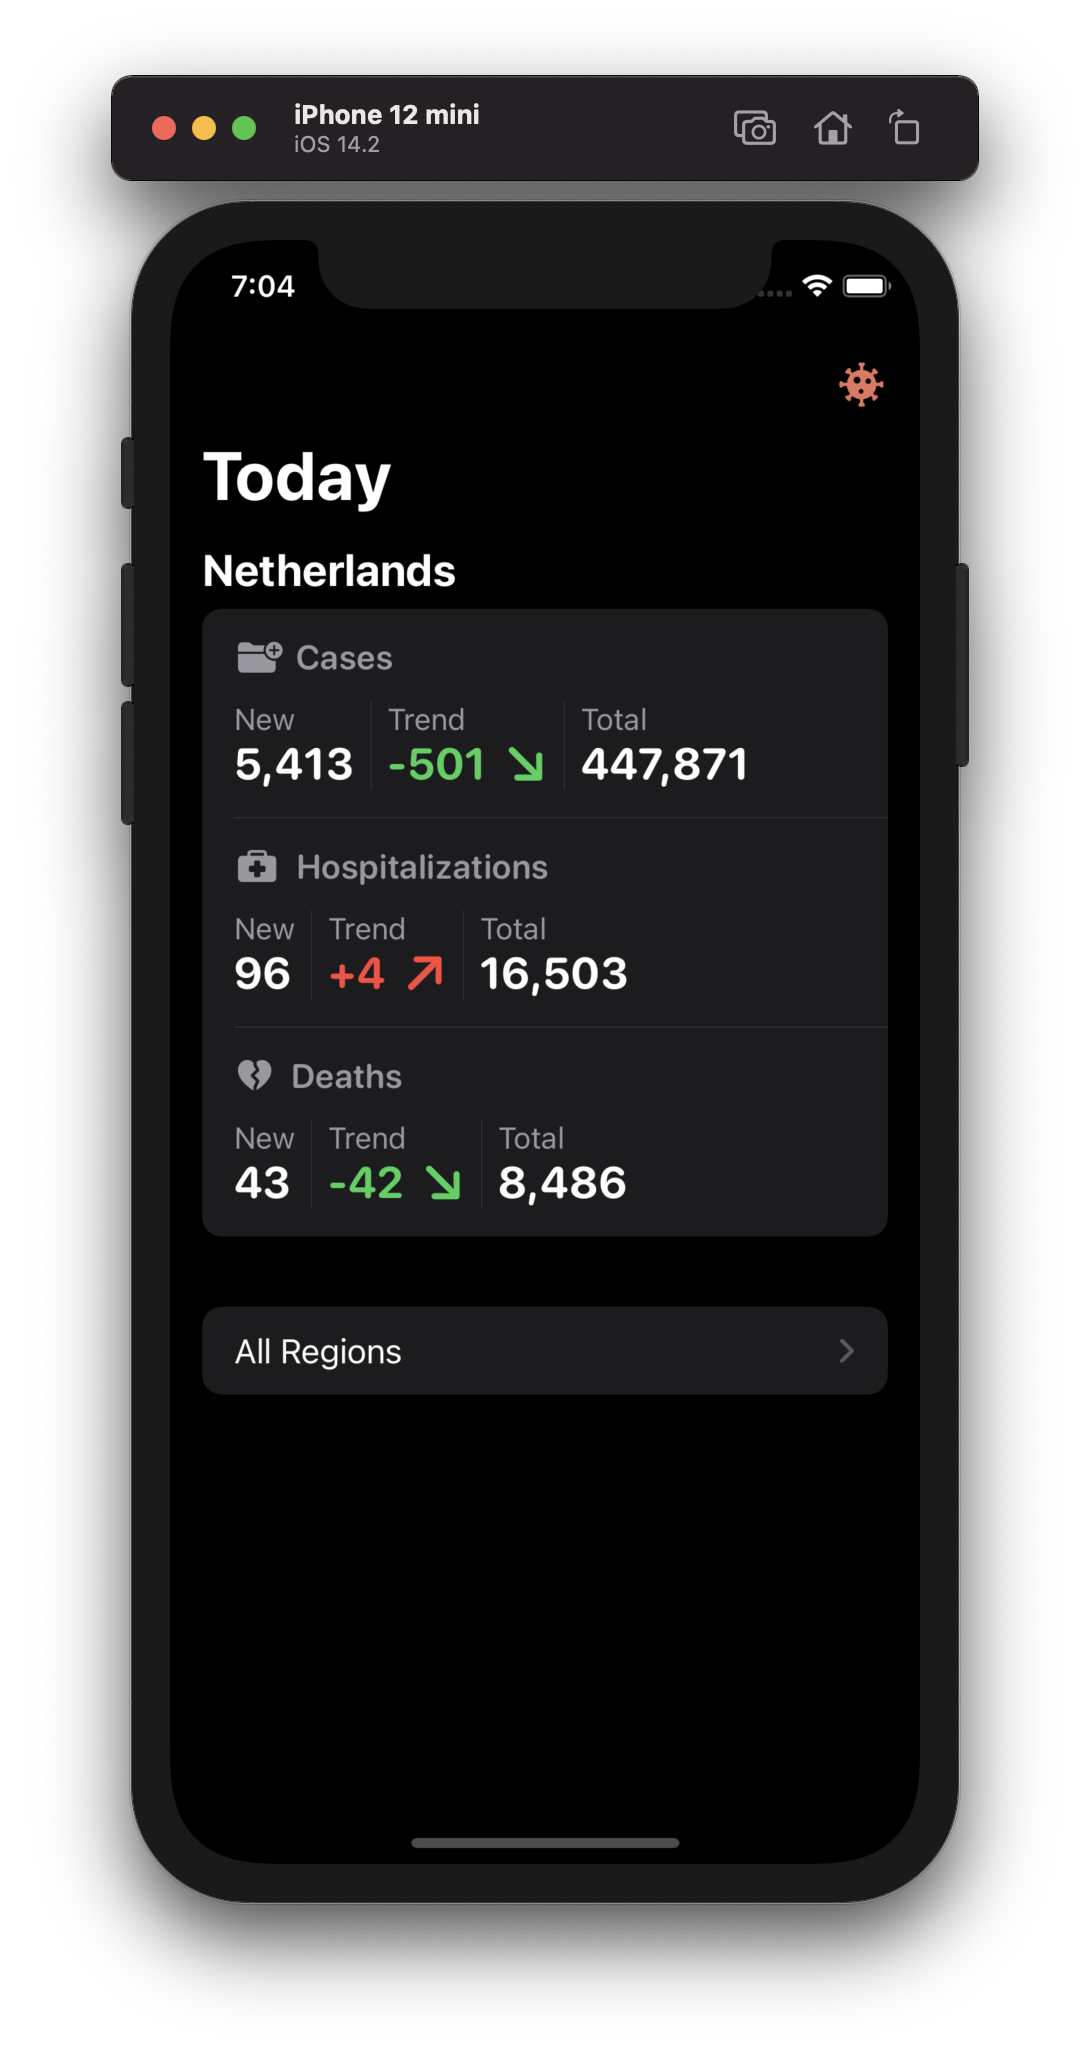 iPhone 12 mini
iOS 14.2
7:04
Today
Netherlands
Cases
New Trend Total
5,413 -501 447,871
Hospitalizations
New Trend Total
96 +4 16,503
Deaths
New Trend Total
43 -42 8,486
All Regions